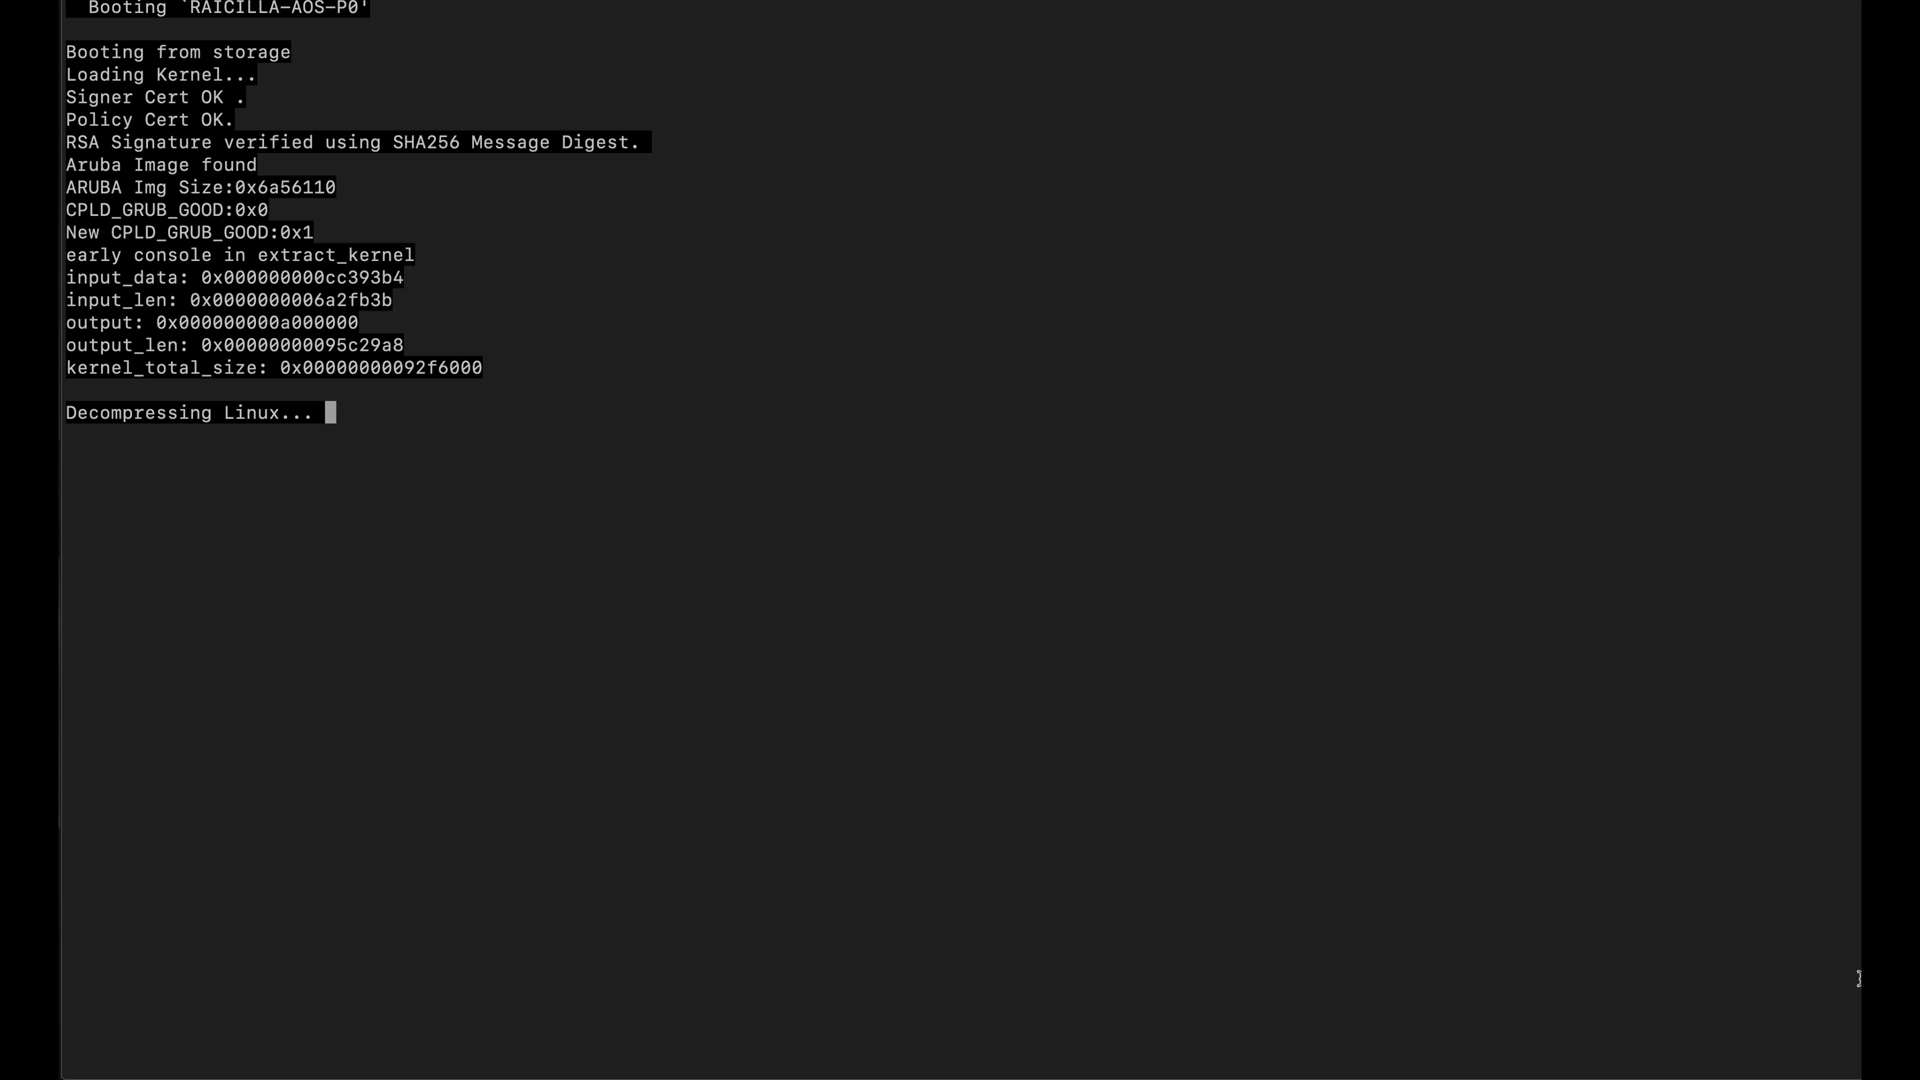 Booting `RAICILLA-AOS-P0'
Booting from storage
Loading Kernel...
Signer Cert OK .
Policy Cert OK.
RSA Signature verified using SHA256 Message Digest.
Aruba Image found
ARUBA Img Size:0x6a56110
CPLD_GRUB_GOOD:0x0
New CPLD_GRUB_GOOD:0x1
early console in extract_kernel
input_data: 0x000000000cc393b4
input_len: 0x0000000006a2fb3b
output: 0x000000000a000000
output_len: 0x00000000095c29a8
kernel_total_size: 0x00000000092f6000
Decompressing Linux...